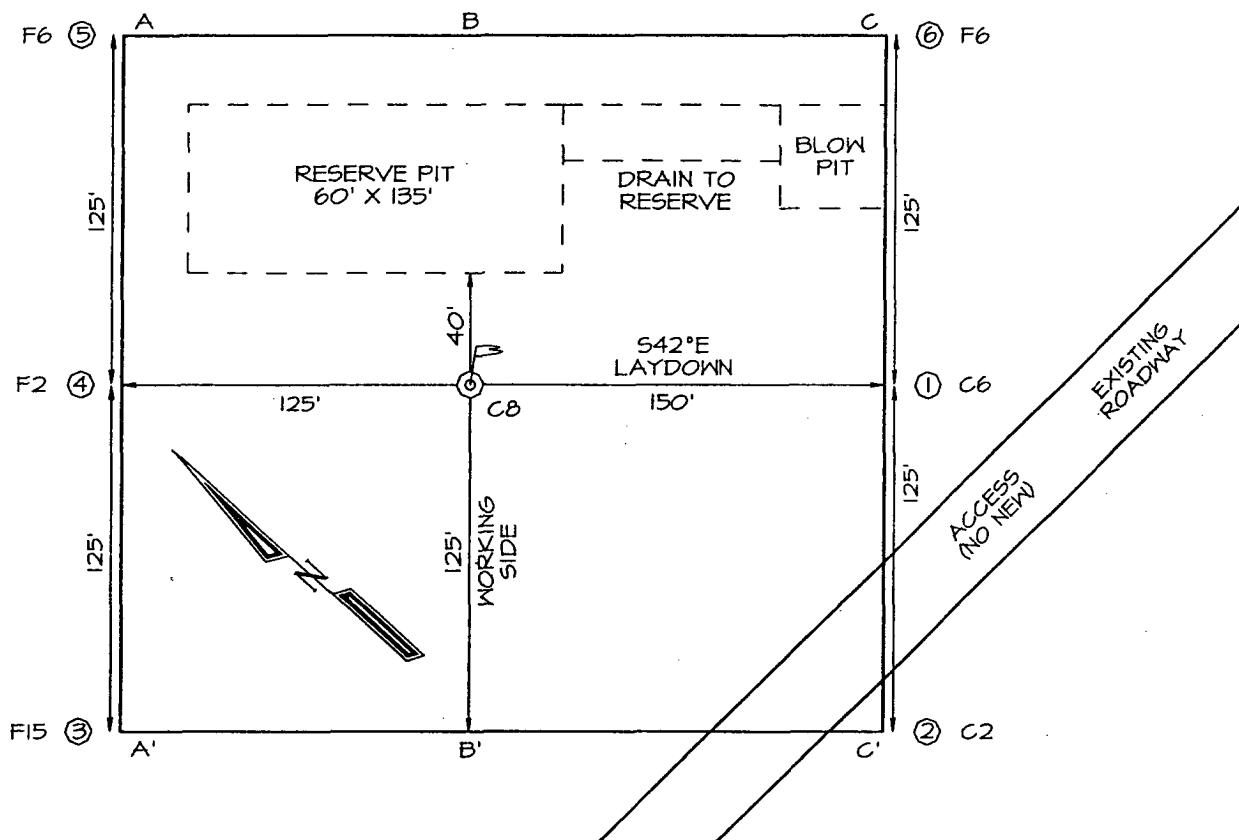 A
B
C
F6 ⑤
⑥ F6
RESERVE PIT
60' X 135'
DRAIN TO
RESERVE
BLOW
PIT
125'
125'
40'
S42°E
LAYDOWN
F2 ④
125'
C8
150'
① C6
EXISTING
ROADWAY
ACCESS
(NO NEW)
125'
N
125'
WORKING
SIDE
125'
F15 ③
② C2
A'
B'
C'